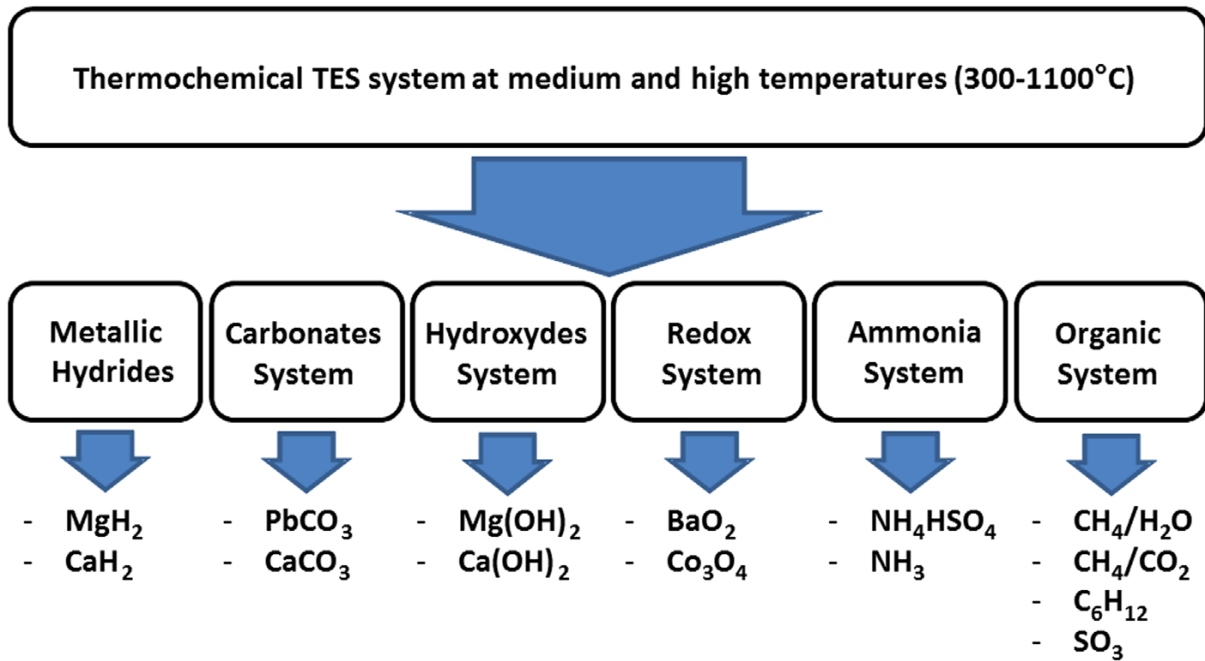 Thermochemical TES system at medium and high temperatures (300-1100°C)
Metallic
Hydrides
Carbonates
System
Hydroxydes
System
Redox
System
Ammonia
System
Organic
System
- MgH₂
- CaH₂
- PbCO₃
- CaCO₃
- Mg(OH)₂
- Ca(OH)₂
- BaO₂
- Co₃O₄
- NH₄HSO₄
- NH₃
- CH₄/H₂O
- CH₄/CO₂
- C₆H₁₂
- SO₃